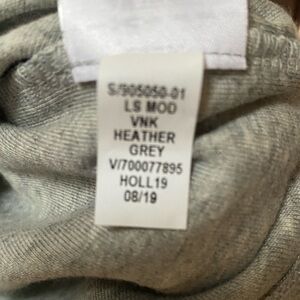 S/905050-01
LS MOD
VNK
HEATHER
GREY
V/700077895
HOLL19
08/19